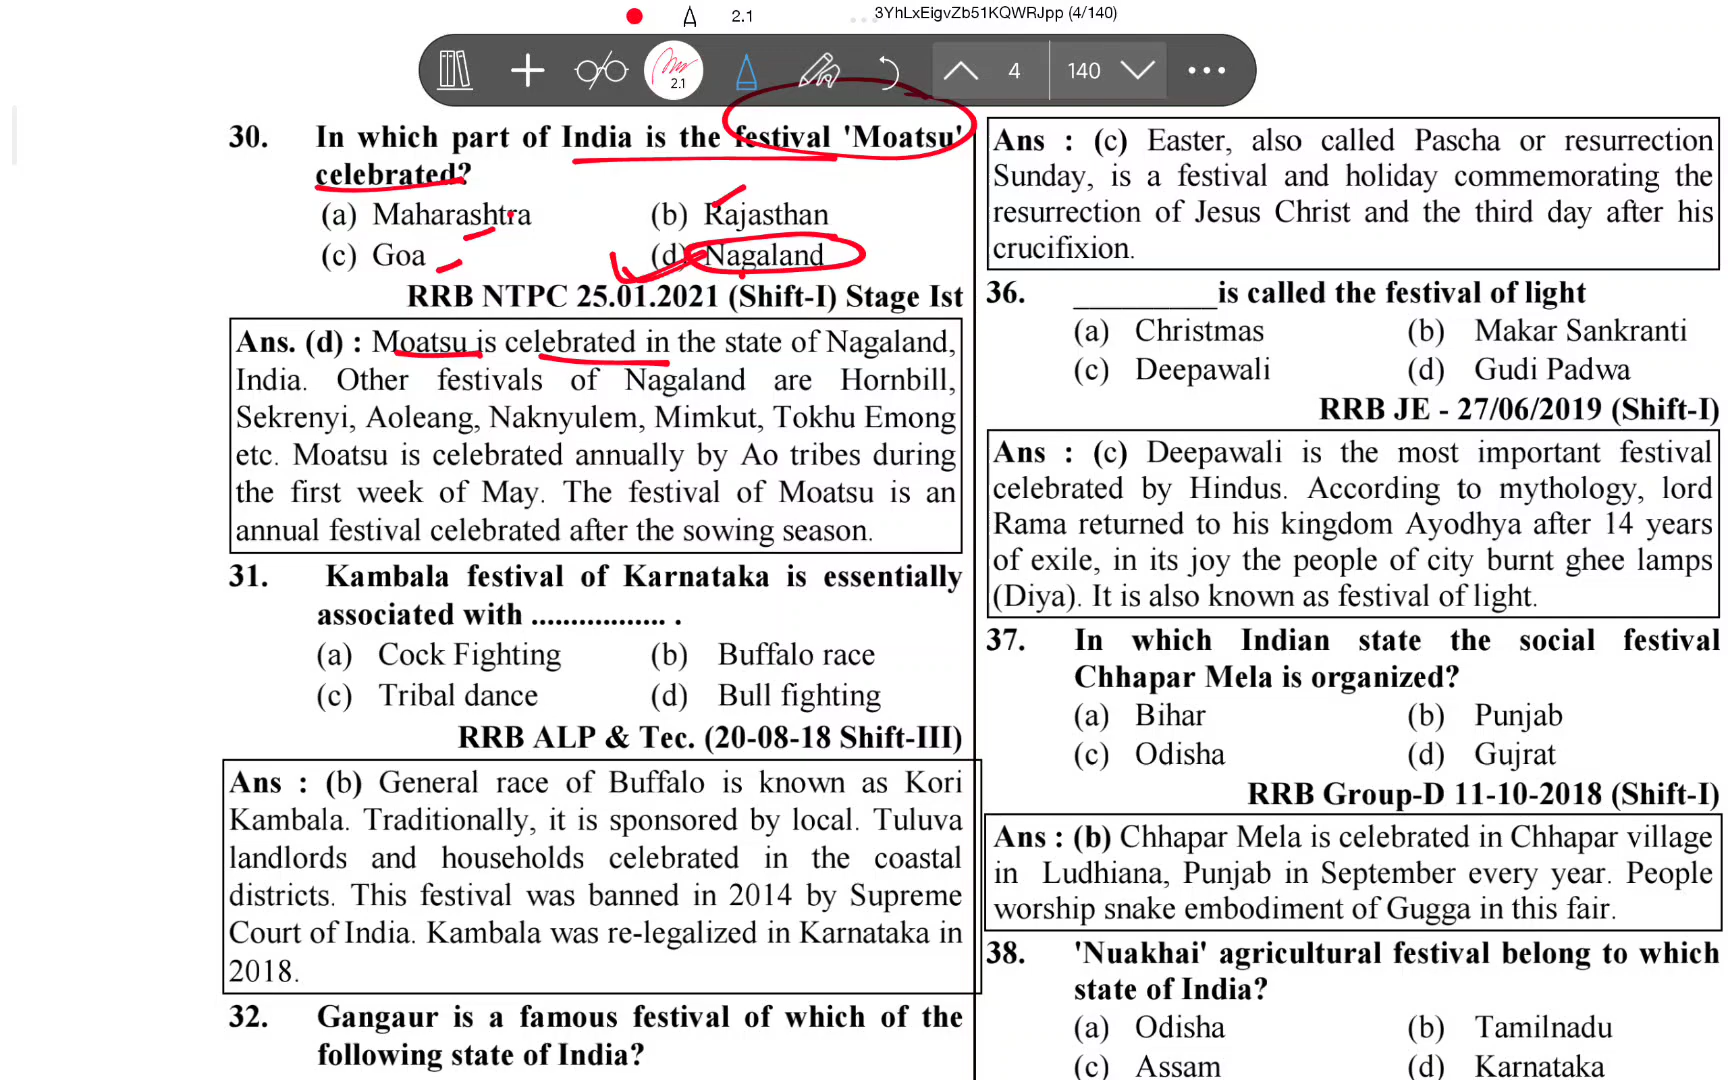 2.1
3YhLxEigvZb51KQWRJpp (4/140)
2.1
4
140
30. In which part of India is the festival 'Moatsu'
celebrated?
(a) Maharashtra (b) Rajasthan
(c) Goa (d) Nagaland
RRB NTPC 25.01.2021 (Shift-I) Stage Ist
Ans. (d) : Moatsu is celebrated in the state of Nagaland,
India. Other festivals of Nagaland are Hornbill,
Sekrenyi, Aoleang, Naknyulem, Mimkut, Tokhu Emong
etc. Moatsu is celebrated annually by Ao tribes during
the first week of May. The festival of Moatsu is an
annual festival celebrated after the sowing season.
31. Kambala festival of Karnataka is essentially
associated with .................. .
(a) Cock Fighting (b) Buffalo race
(c) Tribal dance (d) Bull fighting
RRB ALP & Tec. (20-08-18 Shift-III)
Ans : (b) General race of Buffalo is known as Kori
Kambala. Traditionally, it is sponsored by local. Tuluva
landlords and households celebrated in the coastal
districts. This festival was banned in 2014 by Supreme
Court of India. Kambala was re-legalized in Karnataka in
2018.
32. Gangaur is a famous festival of which of the
following state of India?
Ans : (c) Easter, also called Pascha or resurrection
Sunday, is a festival and holiday commemorating the
resurrection of Jesus Christ and the third day after his
crucifixion.
36. _________is called the festival of light
(a) Christmas (b) Makar Sankranti
(c) Deepawali (d) Gudi Padwa
RRB JE - 27/06/2019 (Shift-I)
Ans : (c) Deepawali is the most important festival
celebrated by Hindus. According to mythology, lord
Rama returned to his kingdom Ayodhya after 14 years
of exile, in its joy the people of city burnt ghee lamps
(Diya). It is also known as festival of light.
37. In which Indian state the social festival
Chhapar Mela is organized?
(a) Bihar (b) Punjab
(c) Odisha (d) Gujrat
RRB Group-D 11-10-2018 (Shift-I)
Ans : (b) Chhapar Mela is celebrated in Chhapar village
in Ludhiana, Punjab in September every year. People
worship snake embodiment of Gugga in this fair.
38. 'Nuakhai' agricultural festival belong to which
state of India?
(a) Odisha (b) Tamilnadu
(c) Assam (d) Karnataka